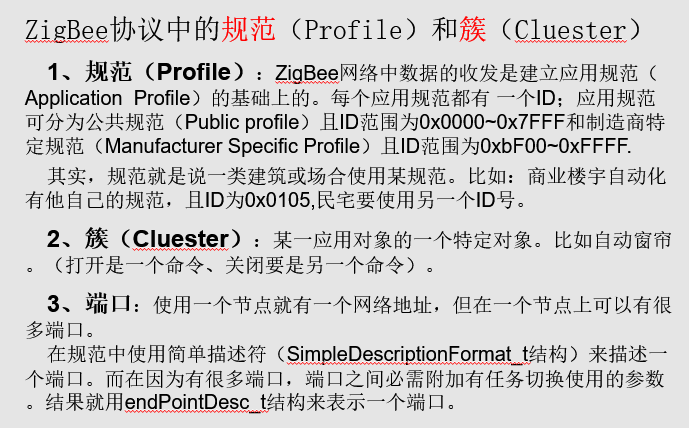 ZigBee协议中的规范（Profile）和簇（Cluester）
1、规范（Profile）: ZigBee网络中数据的收发是建立应用规范（
Application Profile）的基础上的。每个应用规范都有 一个ID；应用规范
可分为公共规范（Public profile）且ID范围为0x0000~0x7FFF和制造商特
定规范（Manufacturer Specific Profile）且ID范围为0xbF00~0xFFFF.
其实，规范就是说一类建筑或场合使用某规范。比如：商业楼宇自动化
有他自己的规范，且ID为0x0105,民宅要使用另一个ID号。
2、簇（Cluester）: 某一应用对象的一个特定对象。比如自动窗帘
。（打开是一个命令、关闭要是另一个命令）。
3、端口: 使用一个节点就有一个网络地址，但在一个节点上可以有很
多端口。
在规范中使用简单描述符（SimpleDescriptionFormat_t结构）来描述一
个端口。而在因为有很多端口，端口之间必需附加有任务切换使用的参数
。结果就用endPointDesc_t结构来表示一个端口。